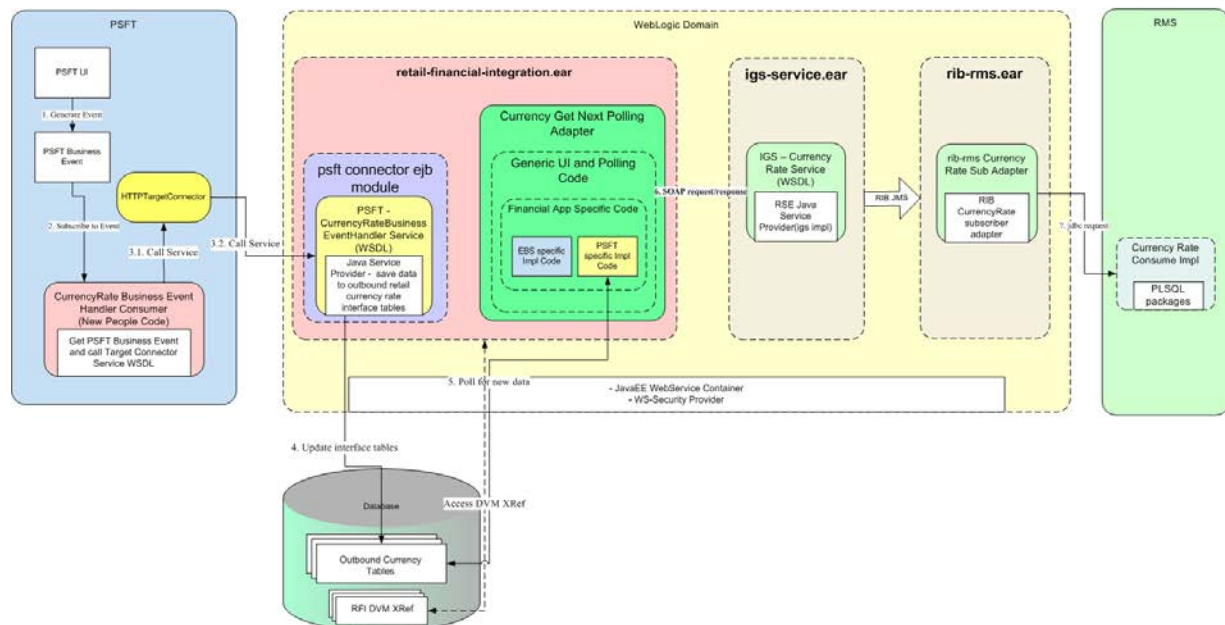 PSFT
PSFT UI
1. Generate Event
PSFT Business
Event
HTTPTargetConnector
2. Subscribe to Event
3.1. Call Service
CurrencyRate Business Event
Handler Consumer
(New People Code)
Get PSFT Business Event
and call Target Connector
Service WSDL
3.2. Call Service
WebLogic Domain
retail-financial-integration.ear
psft connector ejb
module
PSFT -
CurrencyRateBusiness
EventHandler Service
(WSDL)
Java Service
Provider - save data
to outbound retail
currency rate
interface tables
Currency Get Next Polling
Adapter
Generic UI and Polling
Code
Financial App Specific Code
EBS specific
Impl Code
PSFT
specific Impl
Code
6. SOAP request/response
igs-service.ear
IGS – Currency
Rate Service
(WSDL)
RSE Java
Service
Provider(igs impl)
RIB JMS
rib-rms.ear
rib-rms Currency
Rate Sub Adapter
RIB
CurrencyRate
subscriber
adapter
7. jdbc request
RMS
Currency Rate
Consume Impl
PLSQL
packages
5. Poll for new data
- JavaEE WebService Container
- WS-Security Provider
4. Update interface tables
Access DVM XRef
Database
Outbound Currency
Tables
RFI DVM XRef